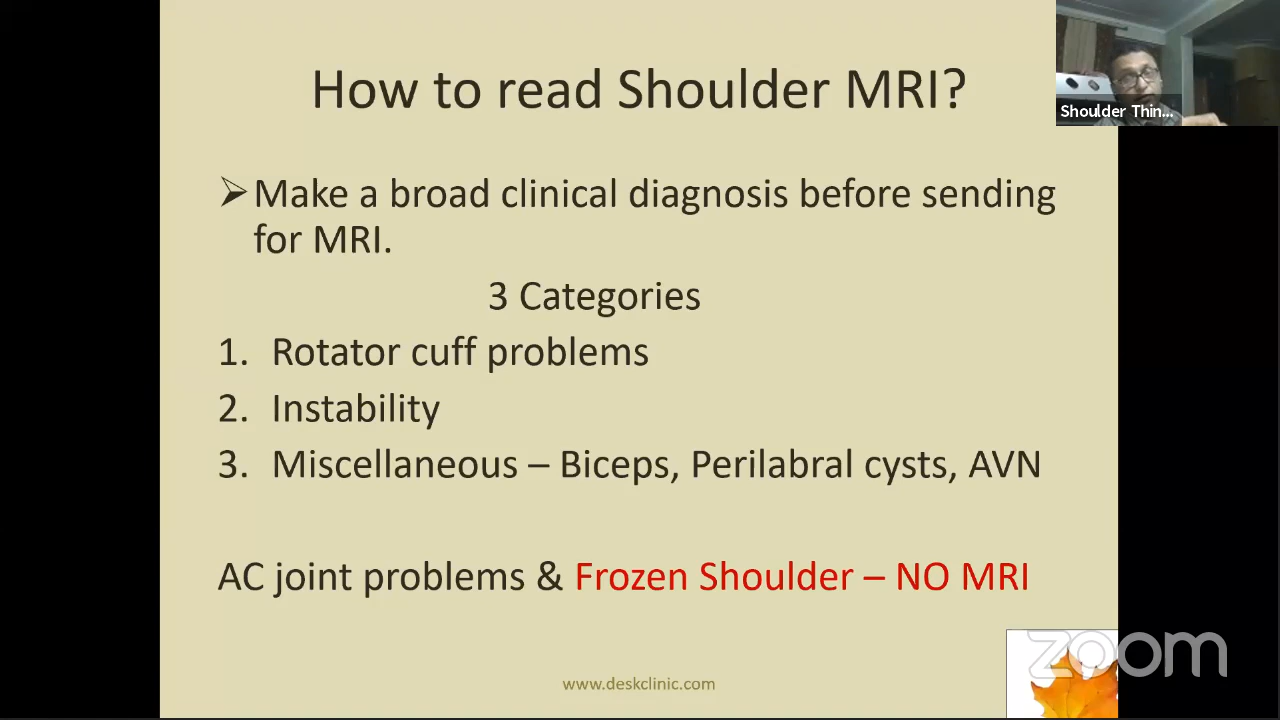 How to read Shoulder MRI?
Shoulder Thin...
➢ Make a broad clinical diagnosis before sending
for MRI.
3 Categories
1. Rotator cuff problems
2. Instability
3. Miscellaneous – Biceps, Perilabral cysts, AVN
AC joint problems & Frozen Shoulder – NO MRI
zoom
www.deskclinic.com